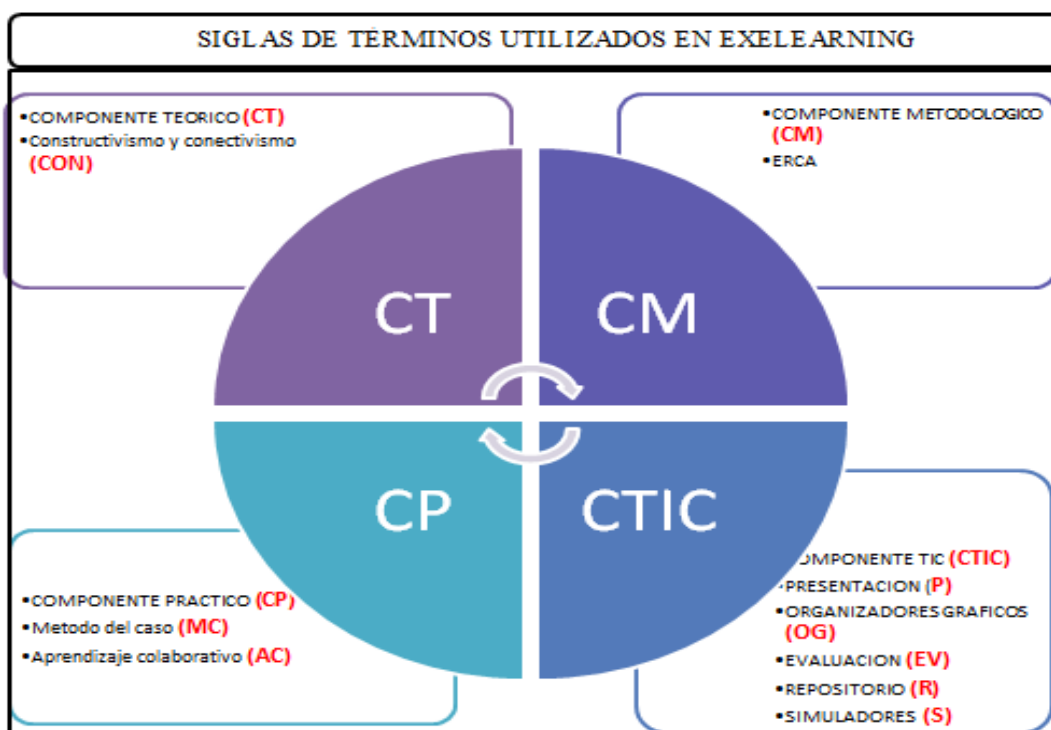 SIGLAS DE TÉRMINOS UTILIZADOS EN EXELEARNING
•COMPONENTE TEORICO (CT)
•Constructivismo y conectivismo
(CON)
•COMPONENTE METODOLOGICO
(CM)
•ERCA
CT
CM
CP
CTIC
•COMPONENTE PRACTICO (CP)
•Metodo del caso (MC)
•Aprendizaje colaborativo (AC)
OMPONENTE TIC (CTIC)
•PRESENTACION (P)
•ORGANIZADORES GRAFICOS
(OG)
•EVALUACION (EV)
•REPOSITORIO (R)
•SIMULADORES (S)